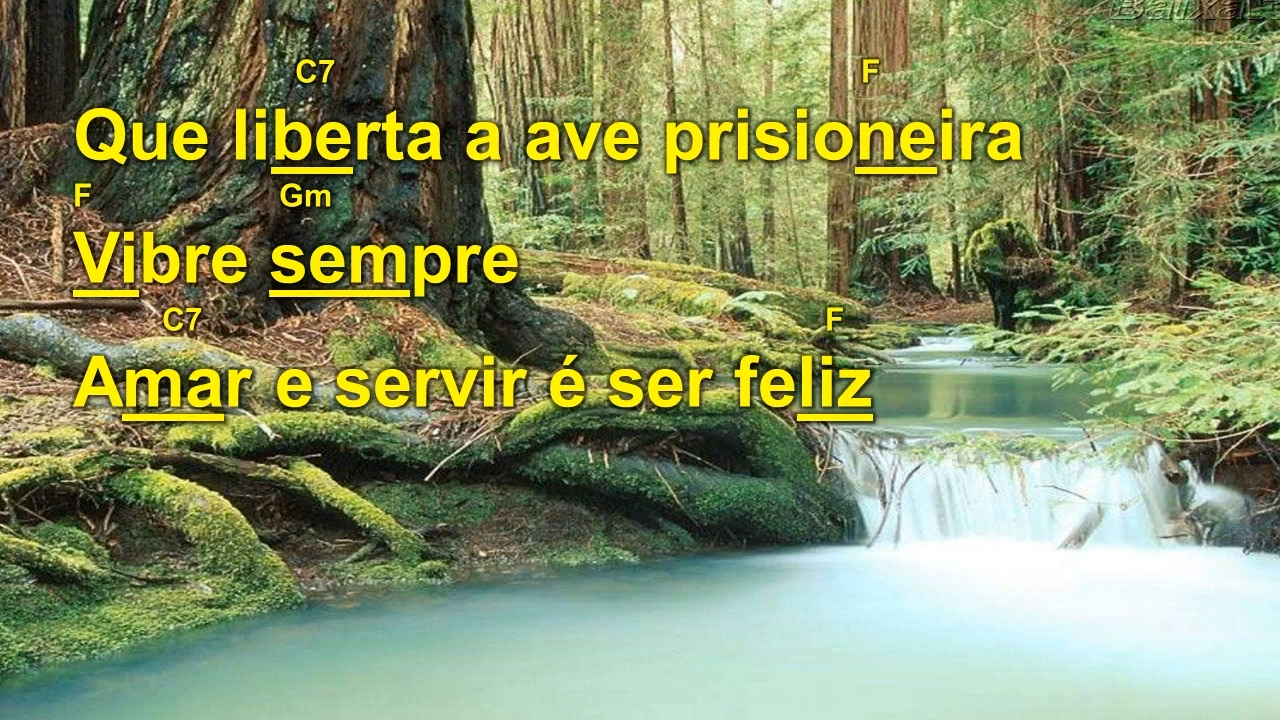 C7 F
Que liberta a ave prisioneira
F Gm
Vibre sempre
C7 F
Amar e servir é ser feliz